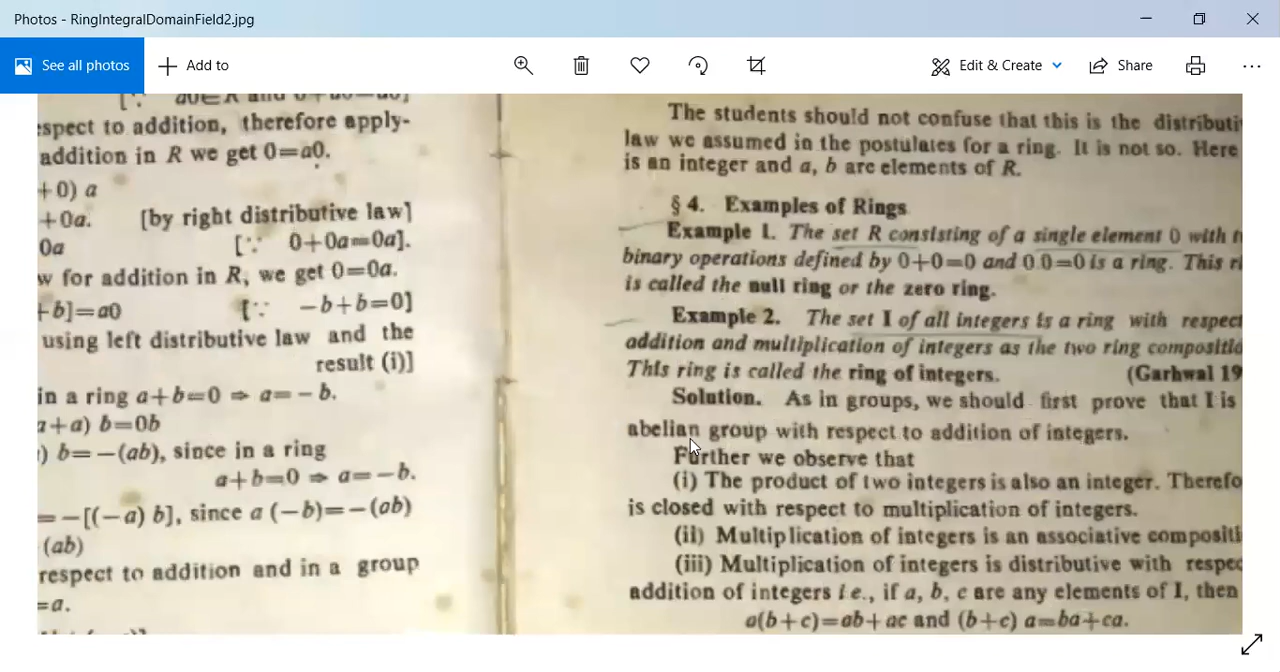 Photos - RingIntegralDomainField2.jpg
See all photos
Add to
Edit & Create
Share
spect to addition, therefore apply-
addition in R we get 0=a0.
+0) a
+0a. [by right distributive law]
0a [∵ 0+0a=0a].
w for addition in R, we get 0=0a.
+b]=a0 [∵ -b+b=0]
using left distributive law and the
result (i)]
in a ring a+b=0 ⇒ a=-b.
a+a) b=0b
) b=-(ab), since in a ring
a+b=0 ⇒ a=-b.
=-[(-a) b], since a (-b)=-(ab)
(ab)
respect to addition and in a group
=a.
The students should not confuse that this is the distributi
law we assumed in the postulates for a ring. It is not so. Here
is an integer and a, b are elements of R.
§ 4. Examples of Rings
Example 1. The set R consisting of a single element 0 with
binary operations defined by 0+0=0 and 0.0=0 is a ring. This
is called the null ring or the zero ring.
Example 2. The set I of all integers is a ring with respect
addition and multiplication of integers as the two ring compositio
This ring is called the ring of integers. (Garhwal 19
Solution. As in groups, we should first prove that I is
abelian group with respect to addition of integers.
Further we observe that
(i) The product of two integers is also an integer. Therefo
is closed with respect to multiplication of integers.
(ii) Multiplication of integers is an associative compositi
(iii) Multiplication of integers is distributive with respec
addition of integers i.e., if a, b, c are any elements of I, then
a(b+c)=ab+ac and (b+c) a=ba+ca.